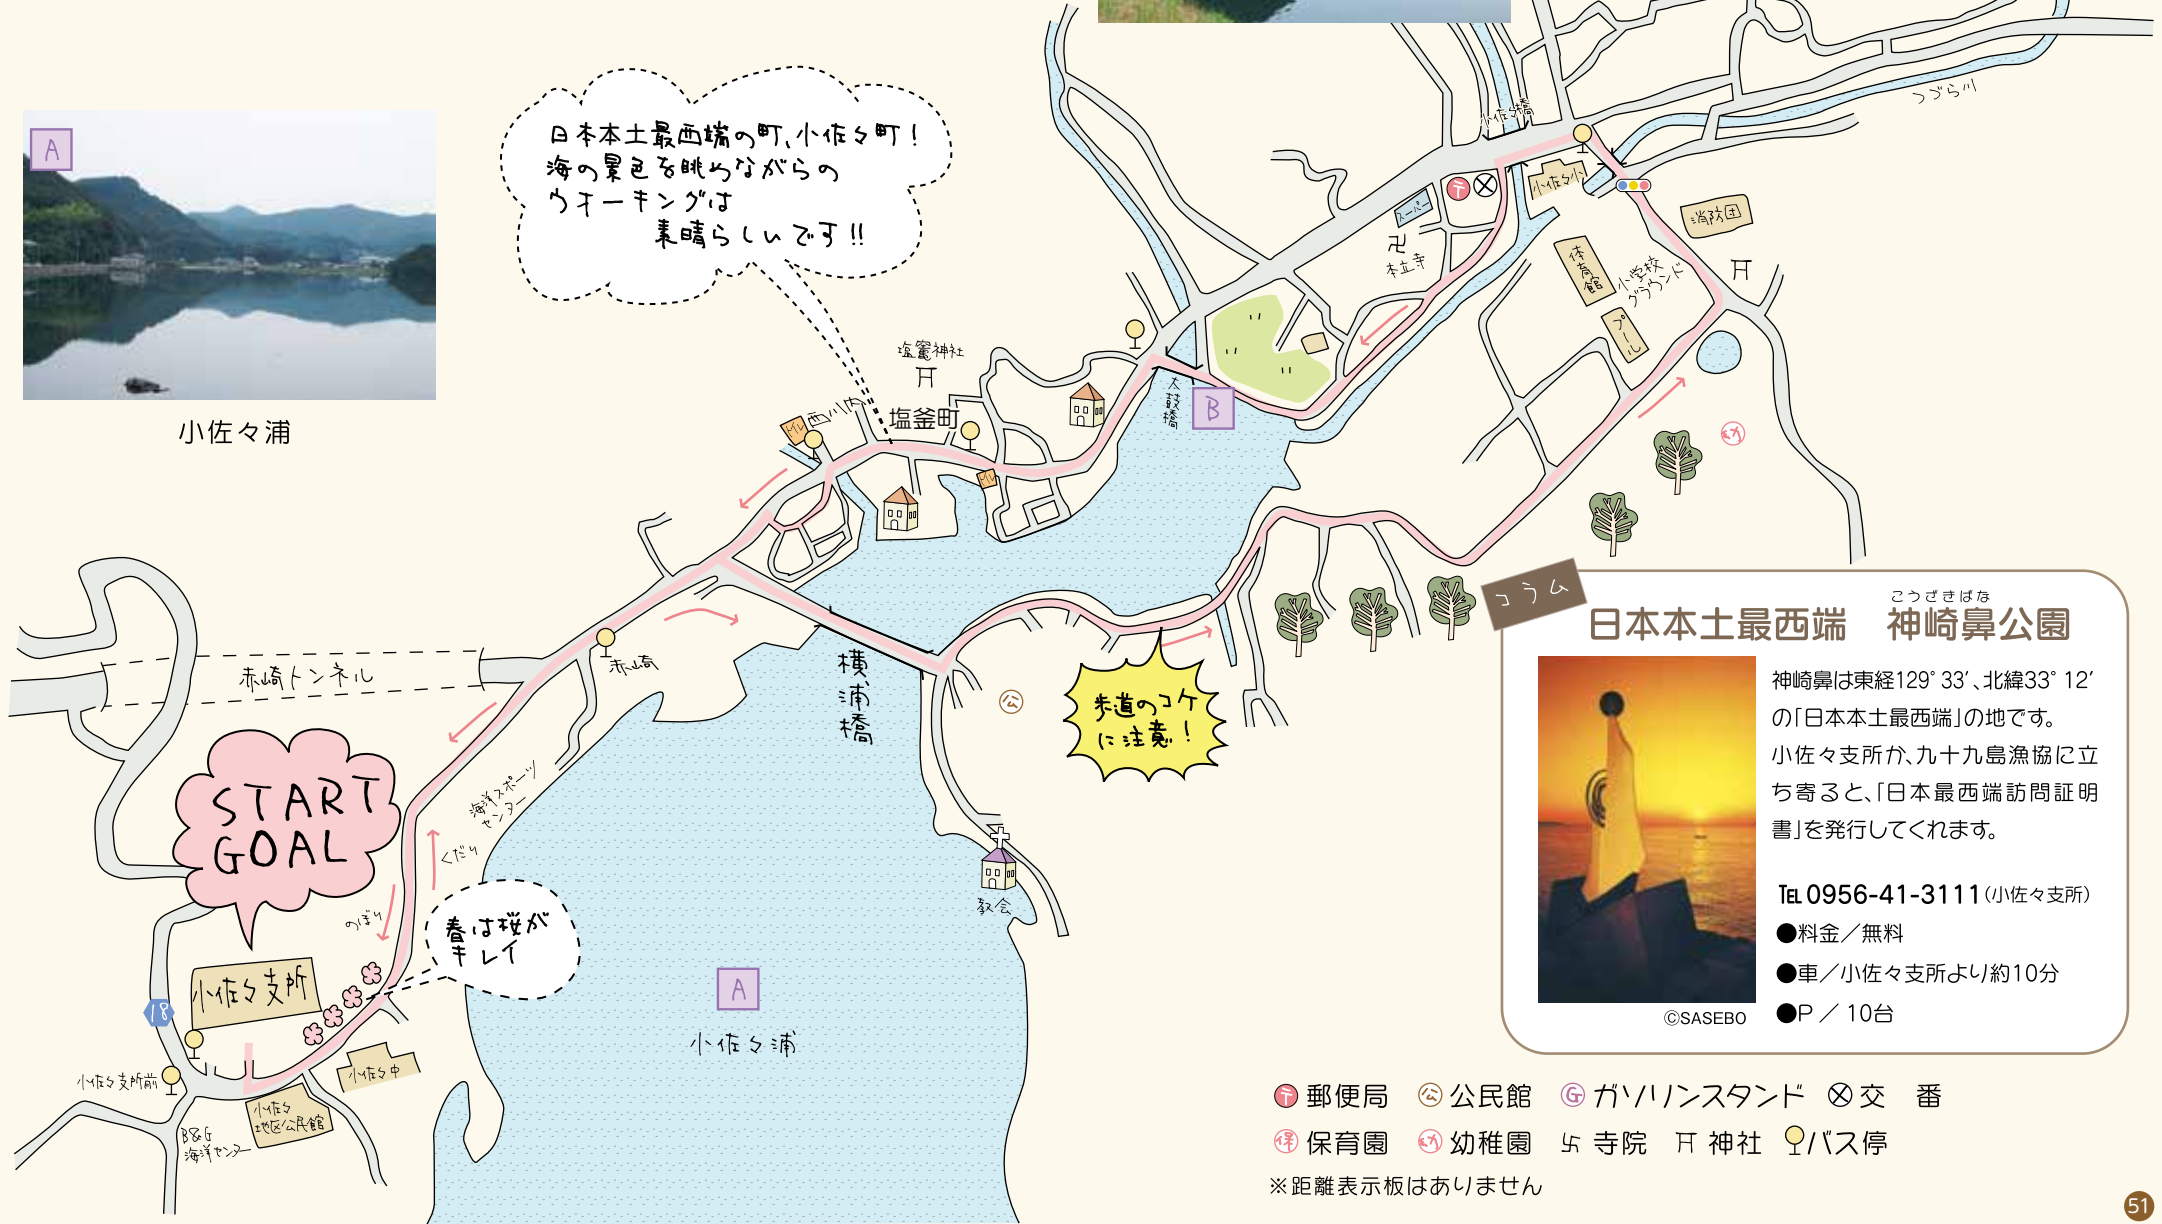 A
小佐々浦
日本本土最西端の町、小佐々町！
海の景色を眺めながらの
ウォーキングは
素晴らしいです!!
つづら川
小佐々橋
小佐々小
消防団
スーパー
卍
本立寺
体育館
小学校
グラウンド
プール
塩竈神社
塩釜町
西川内
トイレ
トイレ
太鼓橋
B
幼
赤崎トンネル
赤崎
横浦橋
公
歩道のコケ
に注意！
START
GOAL
海洋スポーツ
センター
くだり
のぼり
春は桜が
キレイ
教会
小佐々支所
18
小佐々支所前
小佐々中
小佐々
地区公民館
B&G
海洋センター
A
小佐々浦
コラム
こうざきばな
日本本土最西端　神崎鼻公園
神崎鼻は東経129°33′、北緯33°12′
の「日本本土最西端」の地です。
小佐々支所か、九十九島漁協に立
ち寄ると、「日本最西端訪問証明
書」を発行してくれます。
℡ 0956-41-3111（小佐々支所）
●料金／無料
●車／小佐々支所より約10分
●P ／ 10台
©SASEBO
〒 郵便局　公 公民館　G ガソリンスタンド　交　番
保 保育園　幼 幼稚園　卐 寺院　神社　バス停
※距離表示板はありません
51